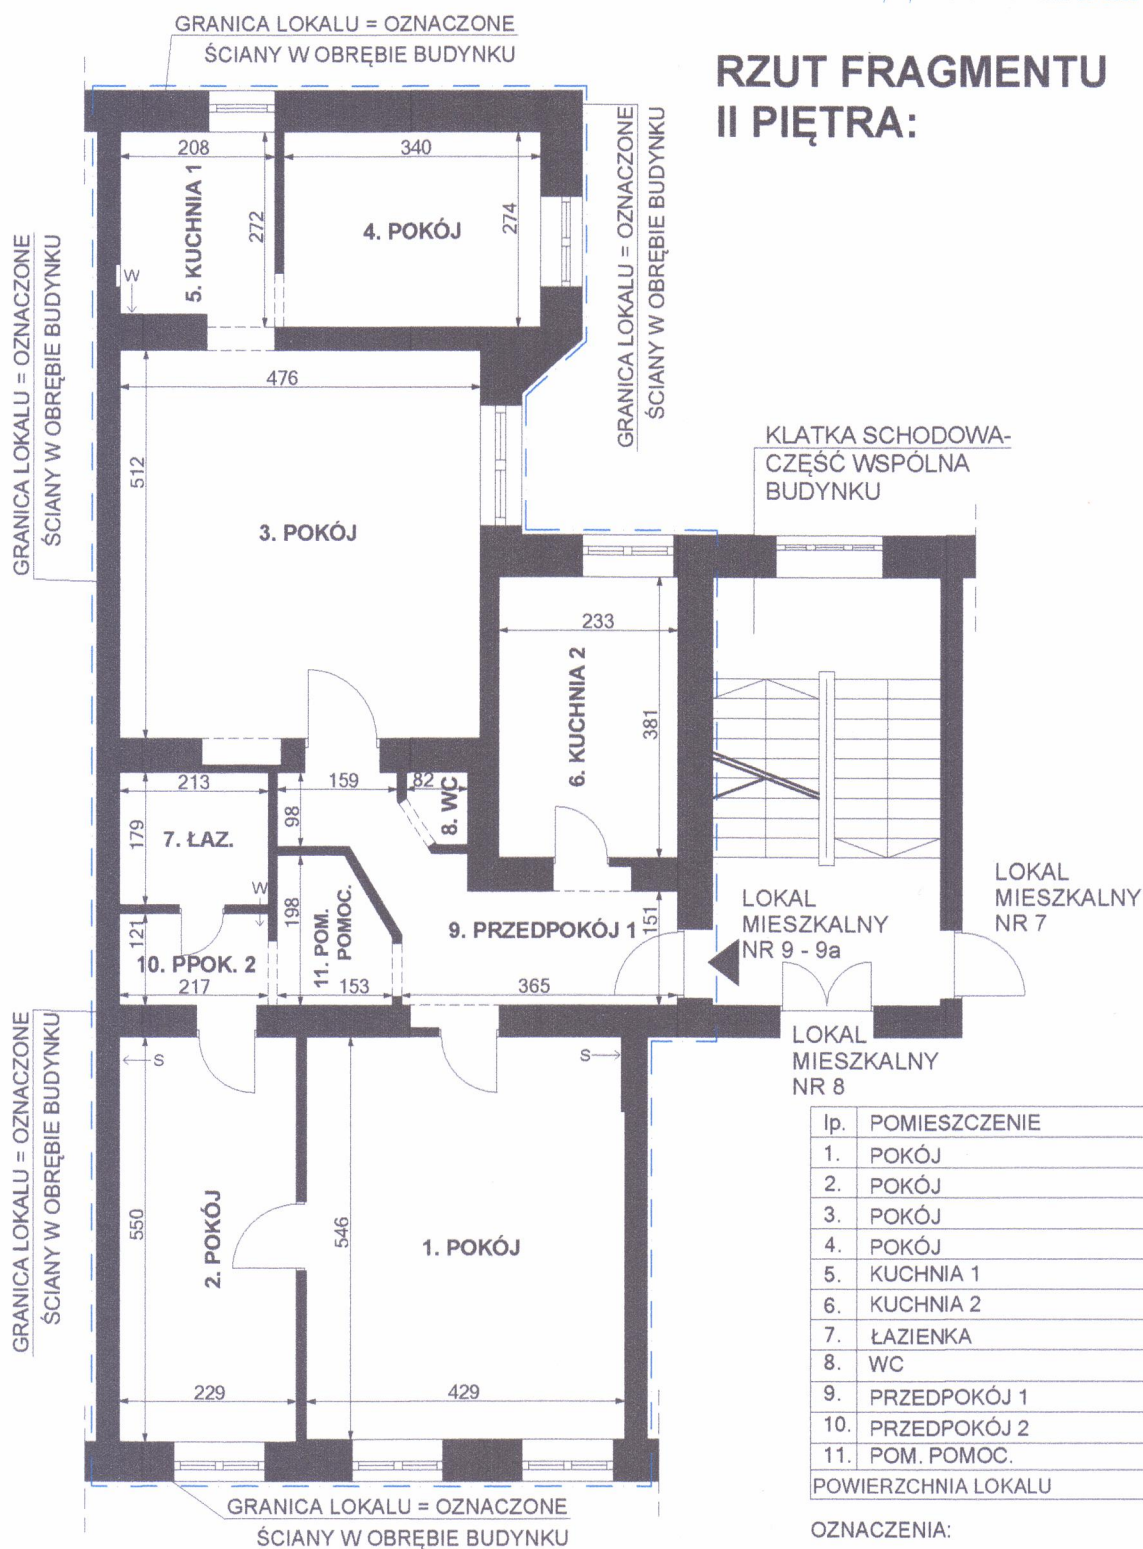 GRANICA LOKALU = OZNACZONE
ŚCIANY W OBRĘBIE BUDYNKU
RZUT FRAGMENTU
II PIĘTRA:
GRANICA LOKALU = OZNACZONE
ŚCIANY W OBRĘBIE BUDYNKU
208
340
5. KUCHNIA 1
272
4. POKÓJ
274
W
GRANICA LOKALU = OZNACZONE
ŚCIANY W OBRĘBIE BUDYNKU
476
512
3. POKÓJ
KLATKA SCHODOWA-
CZĘŚĆ WSPÓLNA
BUDYNKU
233
6. KUCHNIA 2
381
213
159
82
8. WC
179
98
7. ŁAZ.
W
198
11. POM.
POMOC.
121
9. PRZEDPOKÓJ 1
151
10. PPOK. 2
217
153
365
LOKAL
MIESZKALNY
NR 9 - 9a
LOKAL
MIESZKALNY
NR 7
LOKAL
MIESZKALNY
NR 8
GRANICA LOKALU = OZNACZONE
ŚCIANY W OBRĘBIE BUDYNKU
S
S
550
2. POKÓJ
546
1. POKÓJ
229
429
lp. POMIESZCZENIE
1. POKÓJ
2. POKÓJ
3. POKÓJ
4. POKÓJ
5. KUCHNIA 1
6. KUCHNIA 2
7. ŁAZIENKA
8. WC
9. PRZEDPOKÓJ 1
10. PRZEDPOKÓJ 2
11. POM. POMOC.
POWIERZCHNIA LOKALU
GRANICA LOKALU = OZNACZONE
ŚCIANY W OBRĘBIE BUDYNKU
OZNACZENIA: